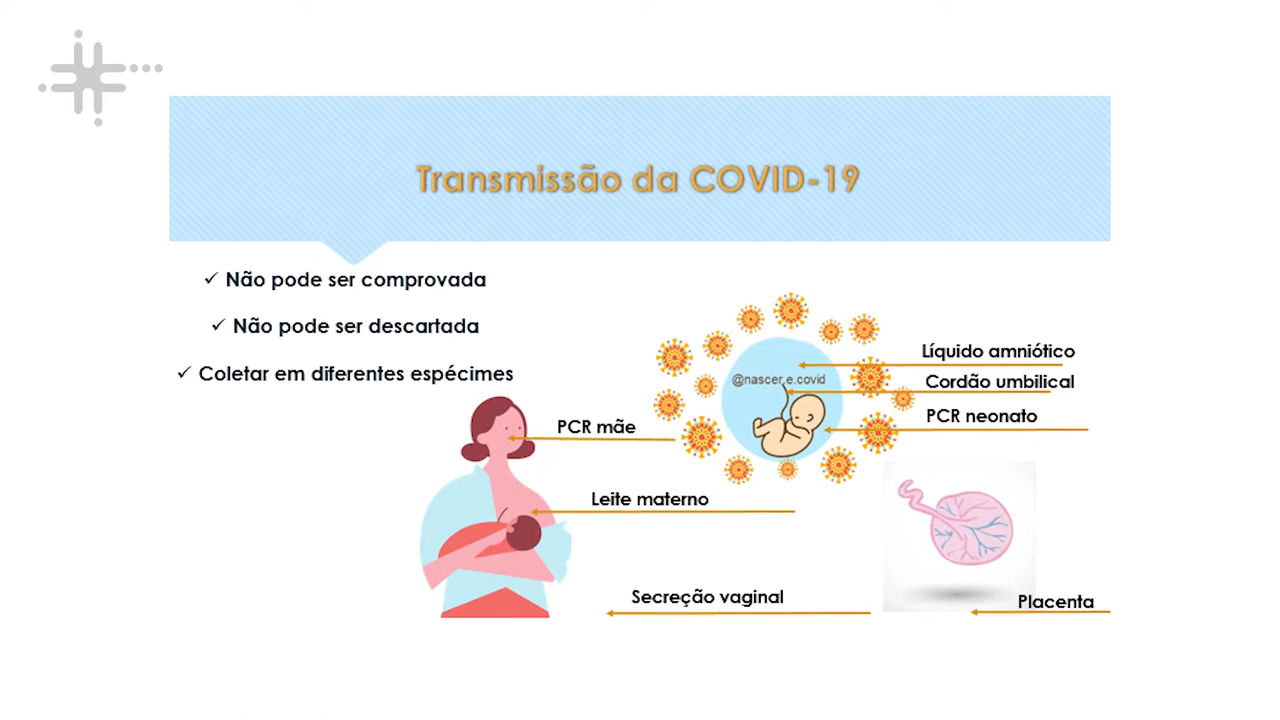 Transmissão da COVID-19
✓ Não pode ser comprovada
✓ Não pode ser descartada
✓ Coletar em diferentes espécimes
Líquido amniótico
@nascer.e.covid
Cordão umbilical
PCR neonato
PCR mãe
Leite materno
Secreção vaginal
Placenta